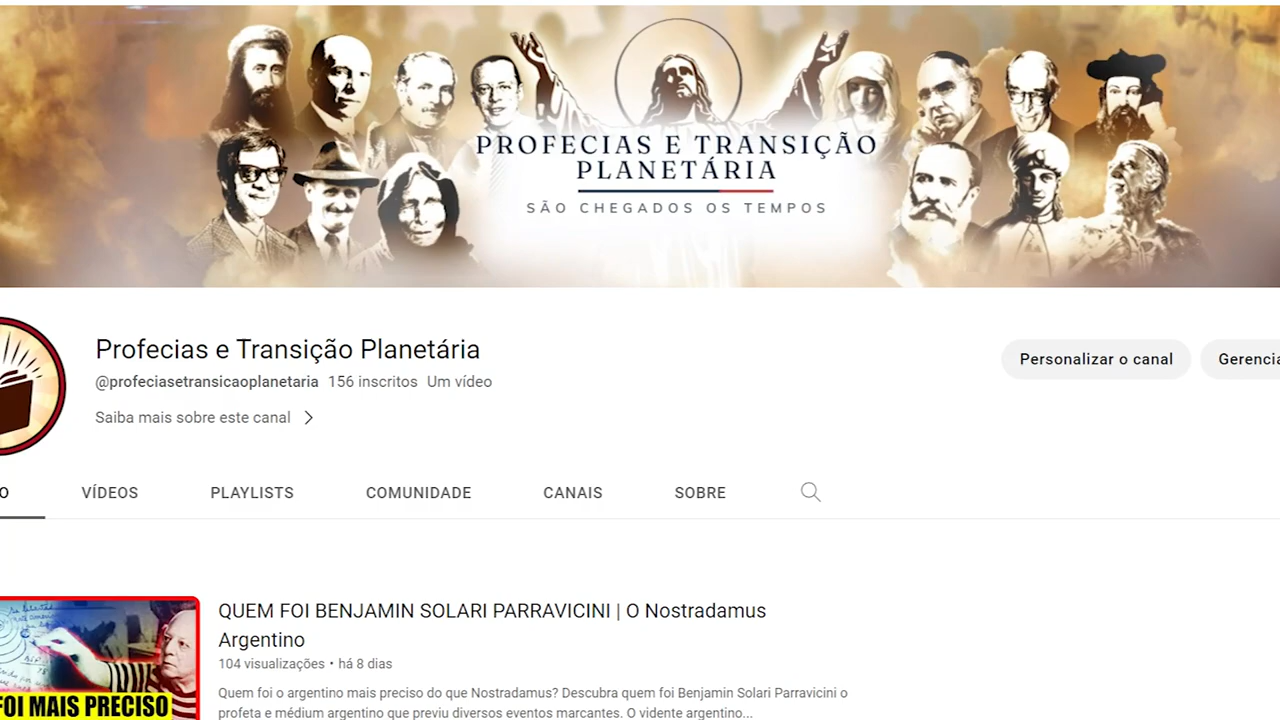 PROFECIAS E TRANSIÇÃO
PLANETÁRIA
SÃO CHEGADOS OS TEMPOS
Profecias e Transição Planetária
Personalizar o canal
Gerencia
@profeciasetransicaoplanetaria 156 inscritos Um vídeo
Saiba mais sobre este canal
O VÍDEOS PLAYLISTS COMUNIDADE CANAIS SOBRE
QUEM FOI BENJAMIN SOLARI PARRAVICINI | O Nostradamus
Argentino
104 visualizações • há 8 dias
Quem foi o argentino mais preciso do que Nostradamus? Descubra quem foi Benjamin Solari Parravicini o
profeta e médium argentino que previu diversos eventos marcantes. O vidente argentino...
FOI MAIS PRECISO